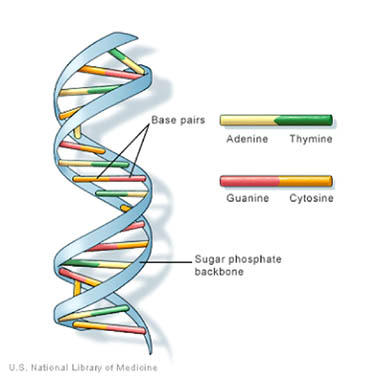 Base pairs
Adenine Thymine
Guanine Cytosine
Sugar phosphate
backbone
U.S. National Library of Medicine